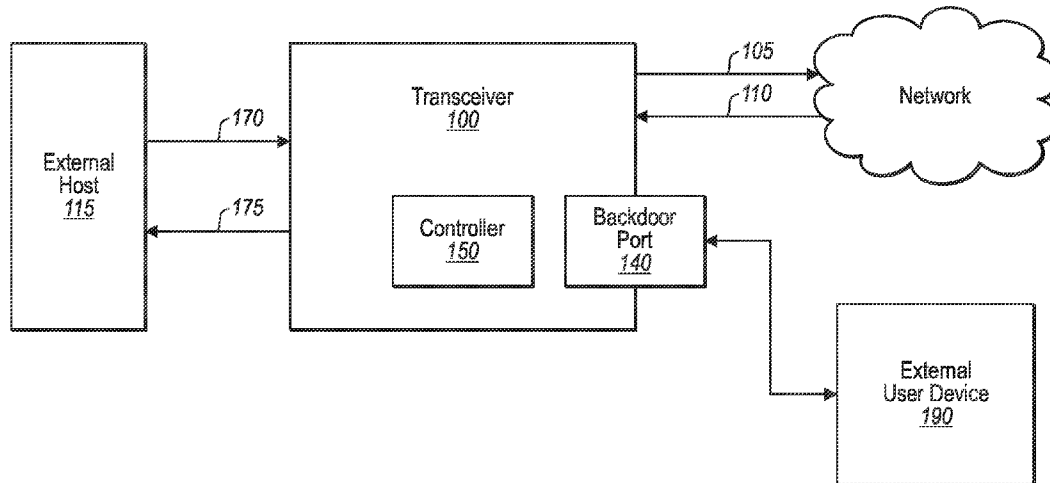 External
Host
115
170
175
Transceiver
100
Controller
150
Backdoor
Port
140
105
110
Network
External
User Device
190